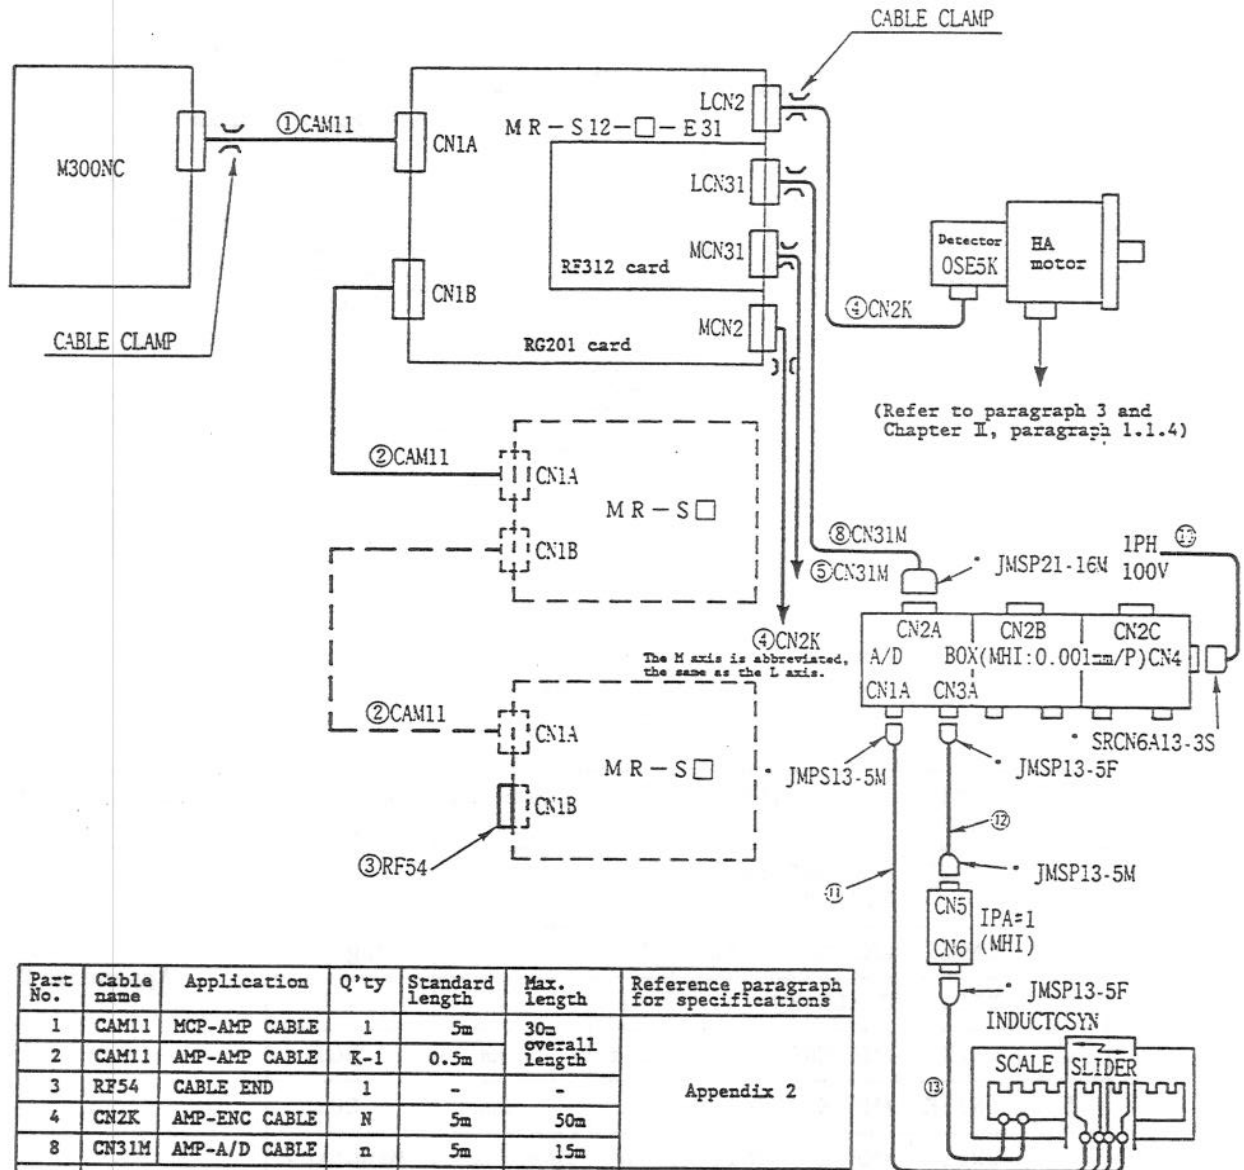 CABLE CLAMP
M300NC
①CAM11
CN1A
MR-S12-□-E31
LCN2
LCN31
MCN31
RF312 card
CN1B
MCN2
RG201 card
CABLE CLAMP
Detector
OSE5K
HA
motor
④CN2K
(Refer to paragraph 3 and
Chapter II, paragraph 1.1.4)
②CAM11
CN1A
MR-S□
CN1B
⑧CN31M
⑤CN31M
JMSP21-16M
1PH
100V
④CN2K
The M axis is abbreviated,
the same as the L axis.
CN2A
CN2B
CN2C
A/D BOX(MHI:0.001mm/P)CN4
CN1A
CN3A
②CAM11
CN1A
MR-S□
CN1B
③RF54
JMPS13-5M
JMSP13-5F
SRCN6A13-3S
⑫
JMSP13-5M
⑪
CN5
CN6
IPA=1
(MHI)
JMSP13-5F
INDUCTCSYN
SCALE
SLIDER
⑬
Part No. Cable name Application Q'ty Standard length Max. length Reference paragraph for specifications
1 CAM11 MCP-AMP CABLE 1 5m 30m overall length Appendix 2
2 CAM11 AMP-AMP CABLE K-1 0.5m
3 RF54 CABLE END 1 - -
4 CN2K AMP-ENC CABLE N 5m 50m
8 CN31M AMP-A/D CABLE n 5m 15m